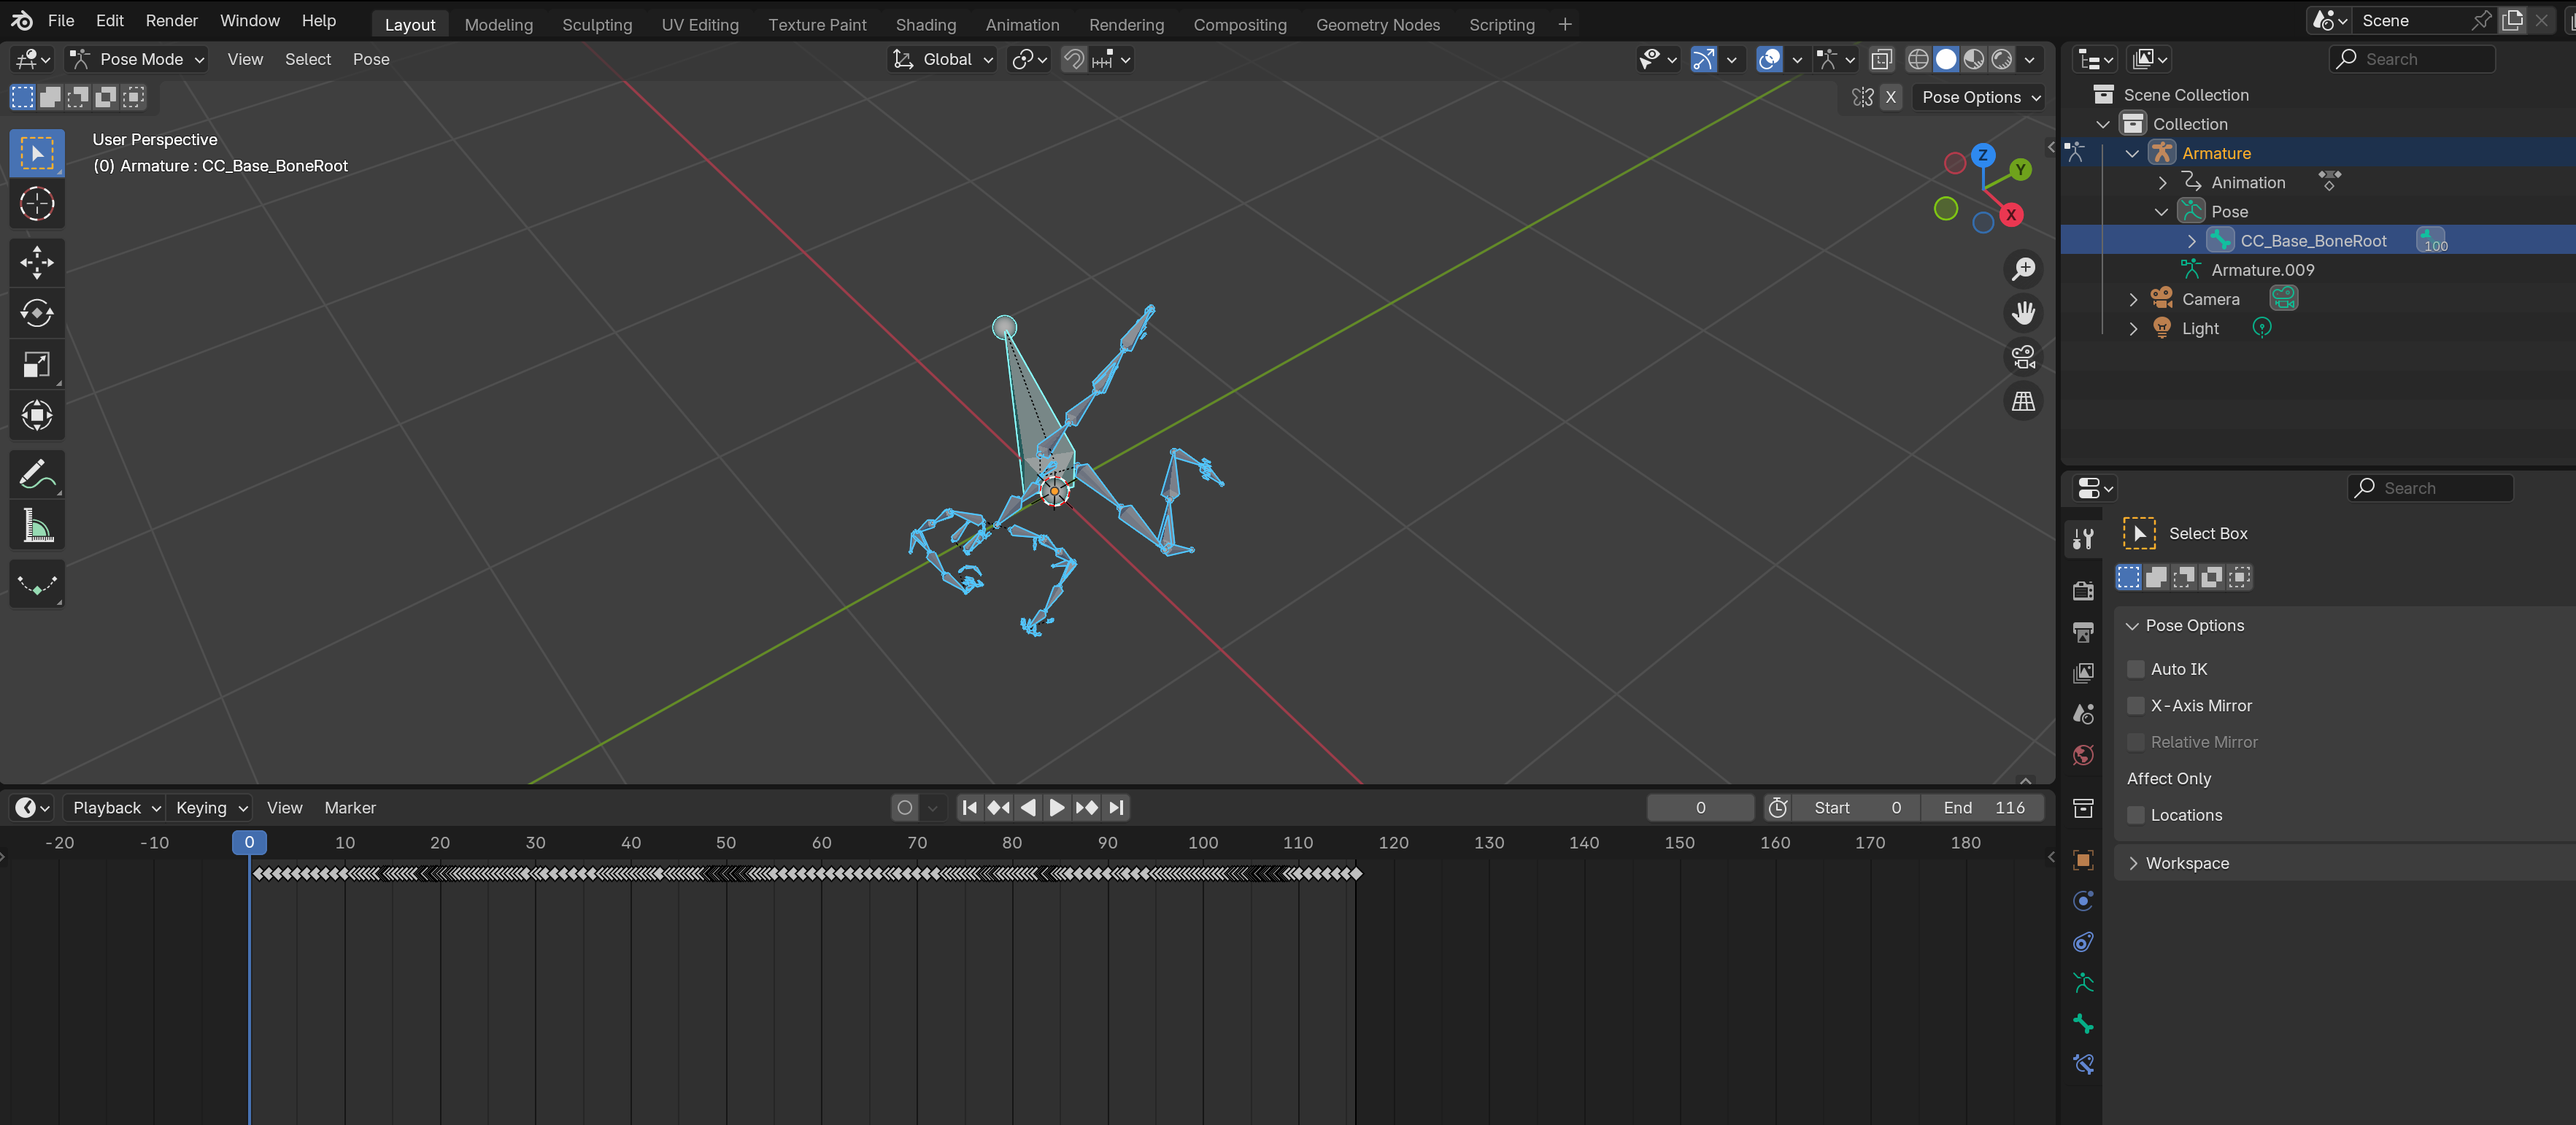 File Edit Render Window Help Layout Modeling Sculpting UV Editing Texture Paint Shading Animation Rendering Compositing Geometry Nodes Scripting + Scene
Pose Mode View Select Pose Global Search
X Pose Options
User Perspective
(0) Armature : CC_Base_BoneRoot
Z
Y
X
Scene Collection
Collection
Armature
Animation
Pose
CC_Base_BoneRoot 100
Armature.009
Camera
Light
Search
Select Box
Pose Options
Auto IK
X-Axis Mirror
Relative Mirror
Affect Only
Locations
Workspace
Playback Keying View Marker 0 Start 0 End 116
-20 -10 0 10 20 30 40 50 60 70 80 90 100 110 120 130 140 150 160 170 180